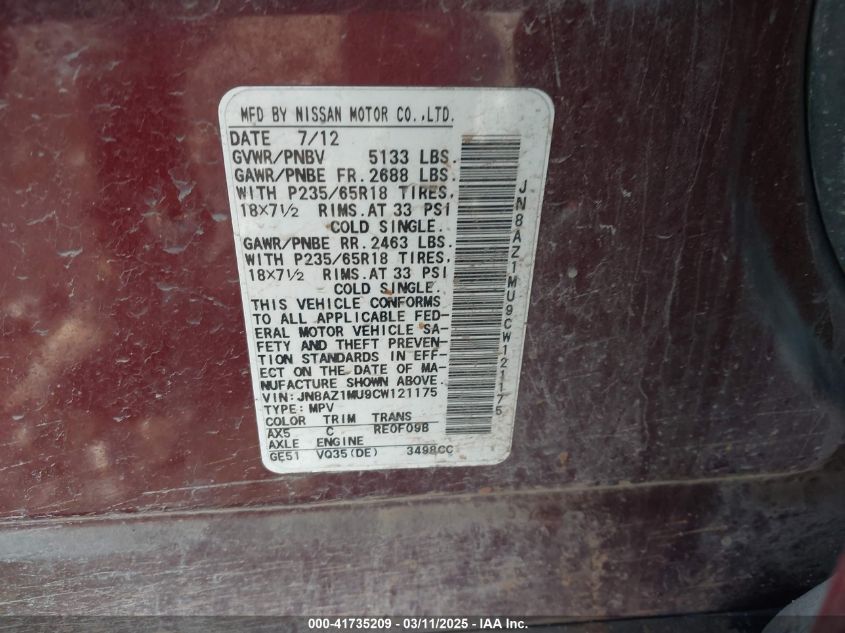 MFD BY NISSAN MOTOR CO.,LTD.
DATE 7/12
GVWR/PNBV 5133 LBS.
GAWR/PNBE FR. 2688 LBS.
WITH P235/65R18 TIRES,
18×7½ RIMS.AT 33 PSI
COLD SINGLE.
GAWR/PNBE RR. 2463 LBS.
WITH P235/65R18 TIRES,
18×7½ RIMS.AT 33 PSI
COLD SINGLE.
THIS VEHICLE CONFORMS
TO ALL APPLICABLE FED-
ERAL MOTOR VEHICLE SA-
FETY AND THEFT PREVEN-
TION STANDARDS IN EFF-
ECT ON THE DATE OF MA-
NUFACTURE SHOWN ABOVE.
VIN: JN8AZ1MU9CW121175
TYPE: MPV
COLOR TRIM TRANS
AX5 C RE0F09B
AXLE ENGINE
GE51 VQ35(DE) 3498CC
JN8AZ1MU9CW121175
000-41735209 - 03/11/2025 - IAA Inc.